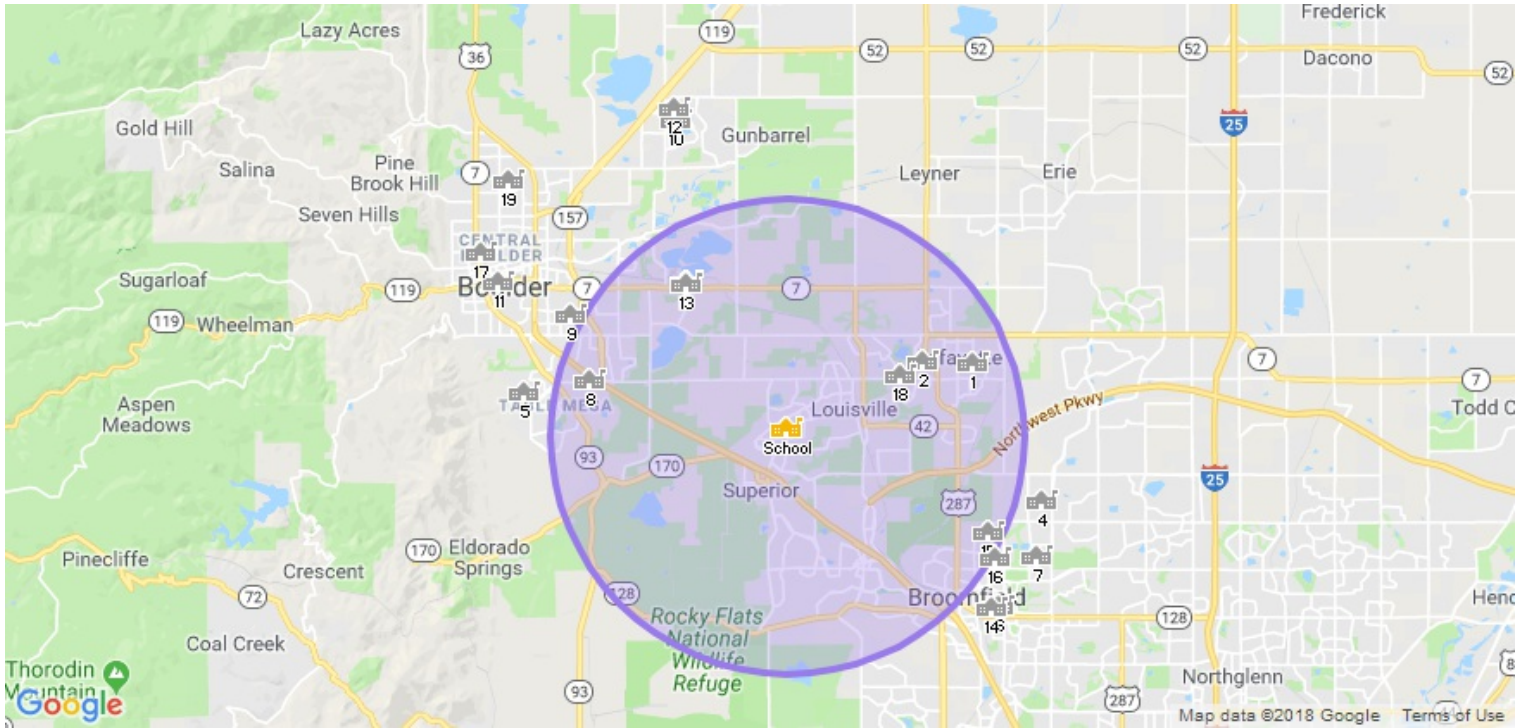 Frederick
Lazy Acres
119
36
52
52
52
Dacono
52
12
10
Gold Hill
Gunbarrel
25
Salina
Pine
Brook Hill
7
Leyner
Erie
19
Seven Hills
157
CENTRAL
17
Sugarloaf
119
11
7
13
7
119
Wheelman
9
2
1
7
7
18
Aspen
Meadows
5
8
Louisville
Todd
42
Northwest Pkwy
School
93
170
Superior
25
287
4
Pinecliffe
170
Eldorado
Springs
Crescent
16
7
72
128
Broomfield
14
128
Rocky Flats
National
Wildlife
Refuge
Coal Creek
Thorodin
Mountain
93
Northglenn
287
Google
Map data ©2018 Google
Terms of Use